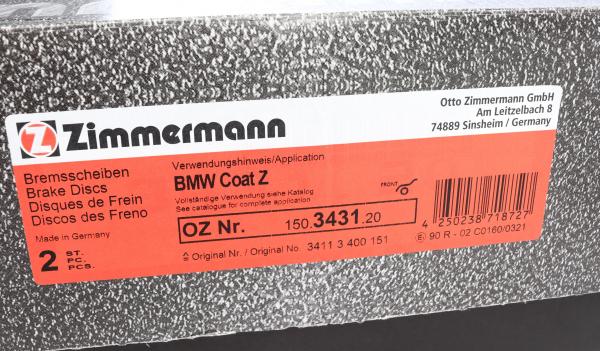 Zimmermann
Otto Zimmermann GmbH
Am Leitzelbach 8
74889 Sinsheim / Germany
Bremsscheiben
Brake Discs
Disques de Frein
Discos des Freno
Made in Germany
2 ST.
PC.
PCS.
Verwendungshinweis/Application
BMW Coat Z
Vollständige Verwendung siehe Katalog
See catalogue for complete application
FRONT
OZ Nr. 150.3431.20
≙ Original Nr. / Original No. 3411 3 400 151
4 250238 718727
E 90 R - 02 C0160/0321